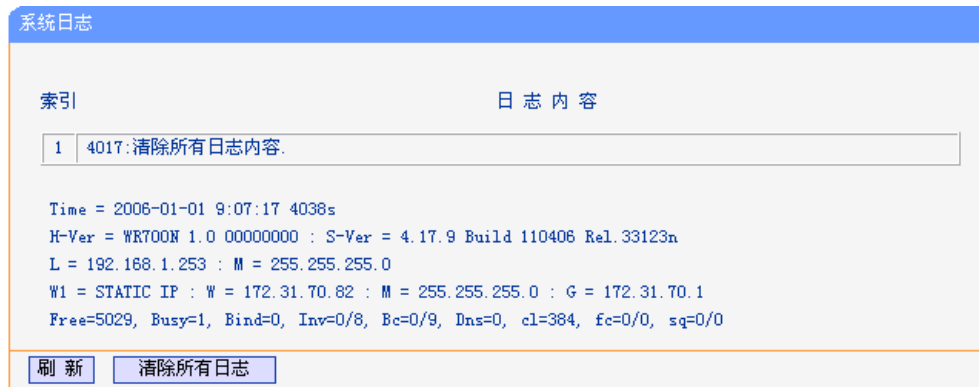 系统日志
索引 日志内容
1 4017:清除所有日志内容.
Time = 2006-01-01 9:07:17 4038s
H-Ver = WR700N 1.0 00000000 : S-Ver = 4.17.9 Build 110406 Rel.33123n
L = 192.168.1.253 : M = 255.255.255.0
W1 = STATIC IP : W = 172.31.70.82 : M = 255.255.255.0 : G = 172.31.70.1
Free=5029, Busy=1, Bind=0, Inv=0/8, Bc=0/9, Dns=0, cl=384, fc=0/0, sq=0/0
刷 新 清除所有日志